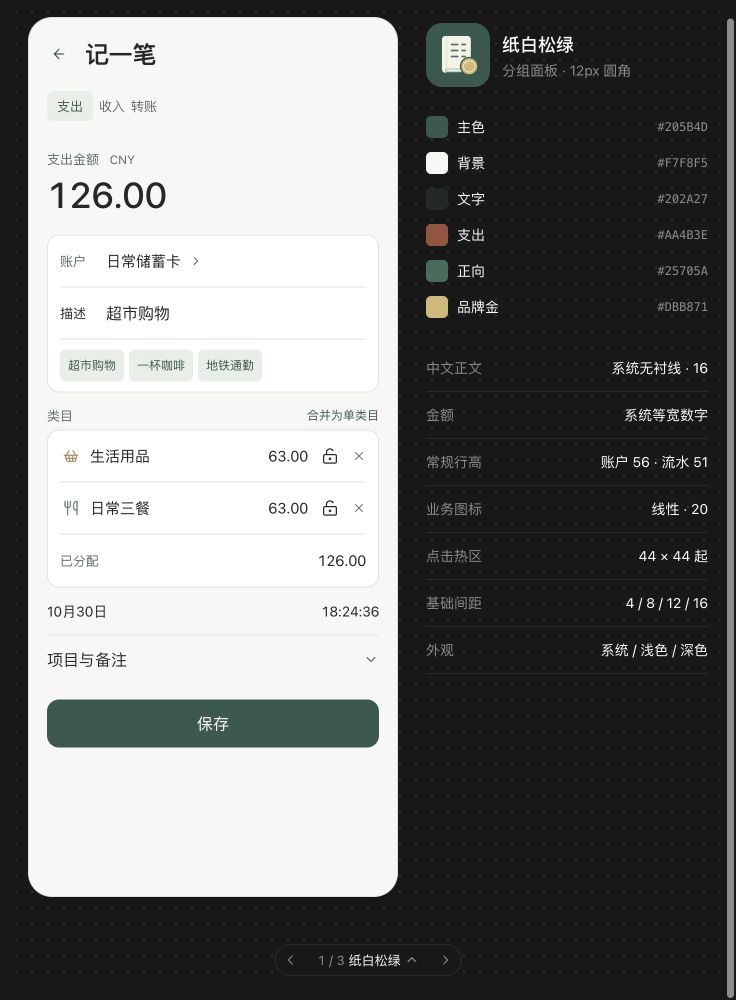 记一笔
支出 收入 转账
支出金额 CNY
126.00
账户 日常储蓄卡
描述 超市购物
超市购物 一杯咖啡 地铁通勤
类目 合并为单类目
生活用品 63.00
日常三餐 63.00
已分配 126.00
10月30日 18:24:36
项目与备注
保存
纸白松绿
分组面板 · 12px 圆角
主色 #205B4D
背景 #F7F8F5
文字 #202A27
支出 #AA4B3E
正向 #25705A
品牌金 #DBB871
中文正文 系统无衬线 · 16
金额 系统等宽数字
常规行高 账户 56 · 流水 51
业务图标 线性 · 20
点击热区 44 × 44 起
基础间距 4 / 8 / 12 / 16
外观 系统 / 浅色 / 深色
1 / 3 纸白松绿